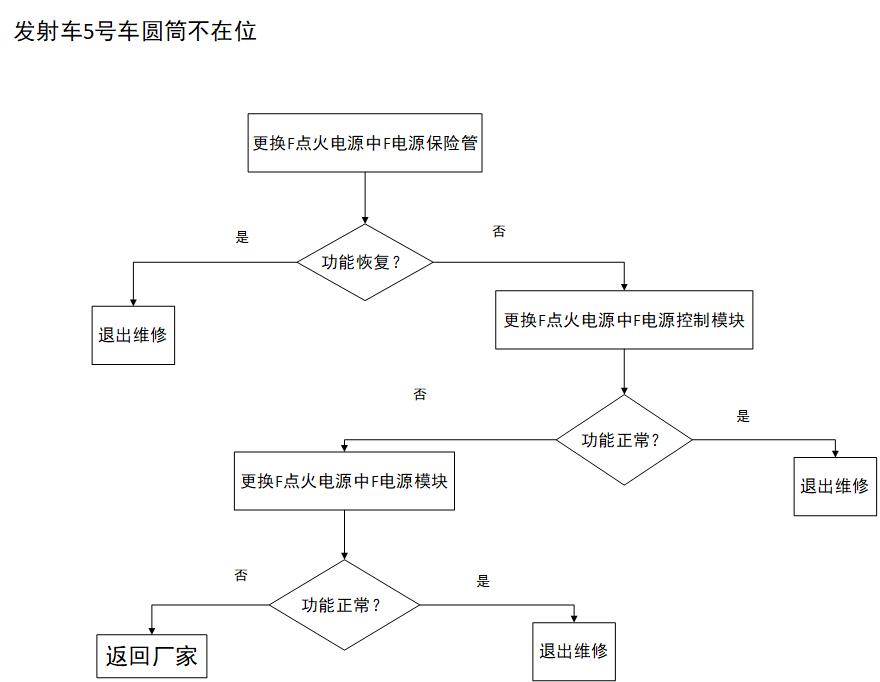 发射车5号车圆筒不在位
更换F点火电源中F电源保险管
是
否
功能恢复？
退出维修
更换F点火电源中F电源控制模块
否
是
功能正常？
更换F点火电源中F电源模块
退出维修
否
是
功能正常？
返回厂家
退出维修